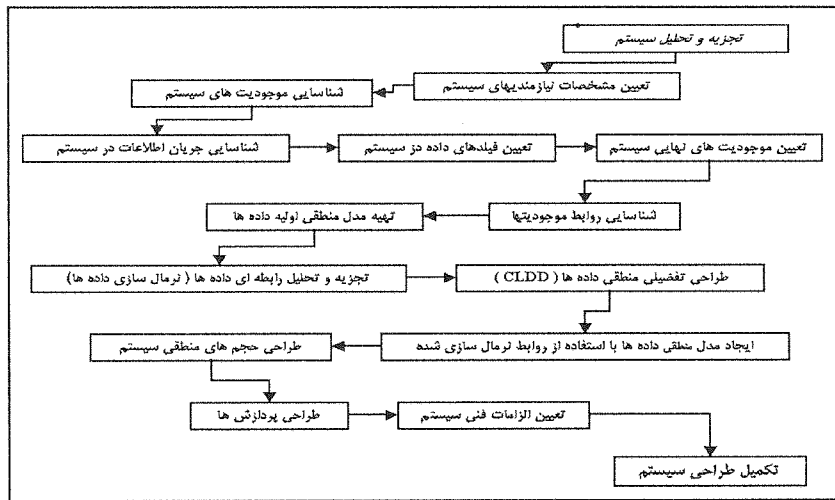 تجزیه و تحلیل سیستم
تعیین مشخصات نیازمندیهای سیستم
شناسایی موجودیت های سیستم
شناسایی جریان اطلاعات در سیستم
تعیین فیلدهای داده در سیستم
تعیین موجودیت های نهایی سیستم
شناسایی روابط موجودیتها
تهیه مدل منطقی اولیه داده ها
تجزیه و تحلیل رابطه ای داده ها ( نرمال سازی داده ها)
طراحی تفضیلی منطقی داده ها ( CLDD )
ایجاد مدل منطقی داده ها با استفاده از روابط نرمال سازی شده
طراحی حجم های منطقی سیستم
طراحی پردازش ها
تعیین الزامات فنی سیستم
تکمیل طراحی سیستم